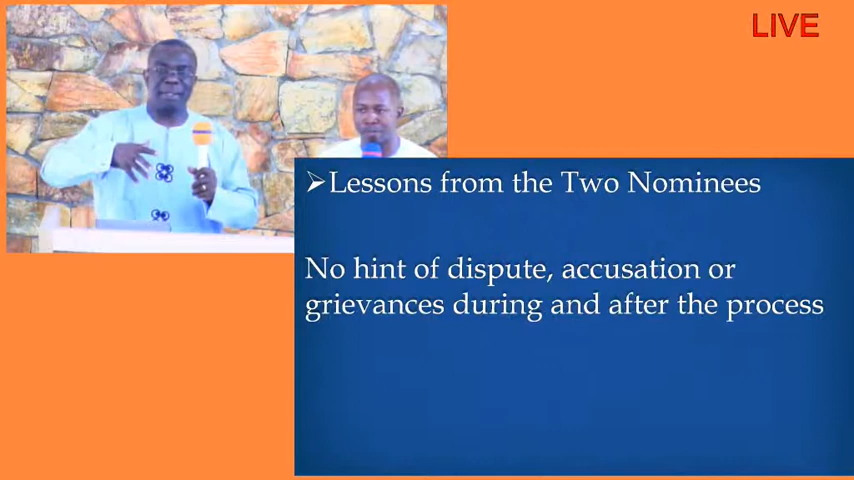 LIVE
➢Lessons from the Two Nominees
No hint of dispute, accusation or
grievances during and after the process